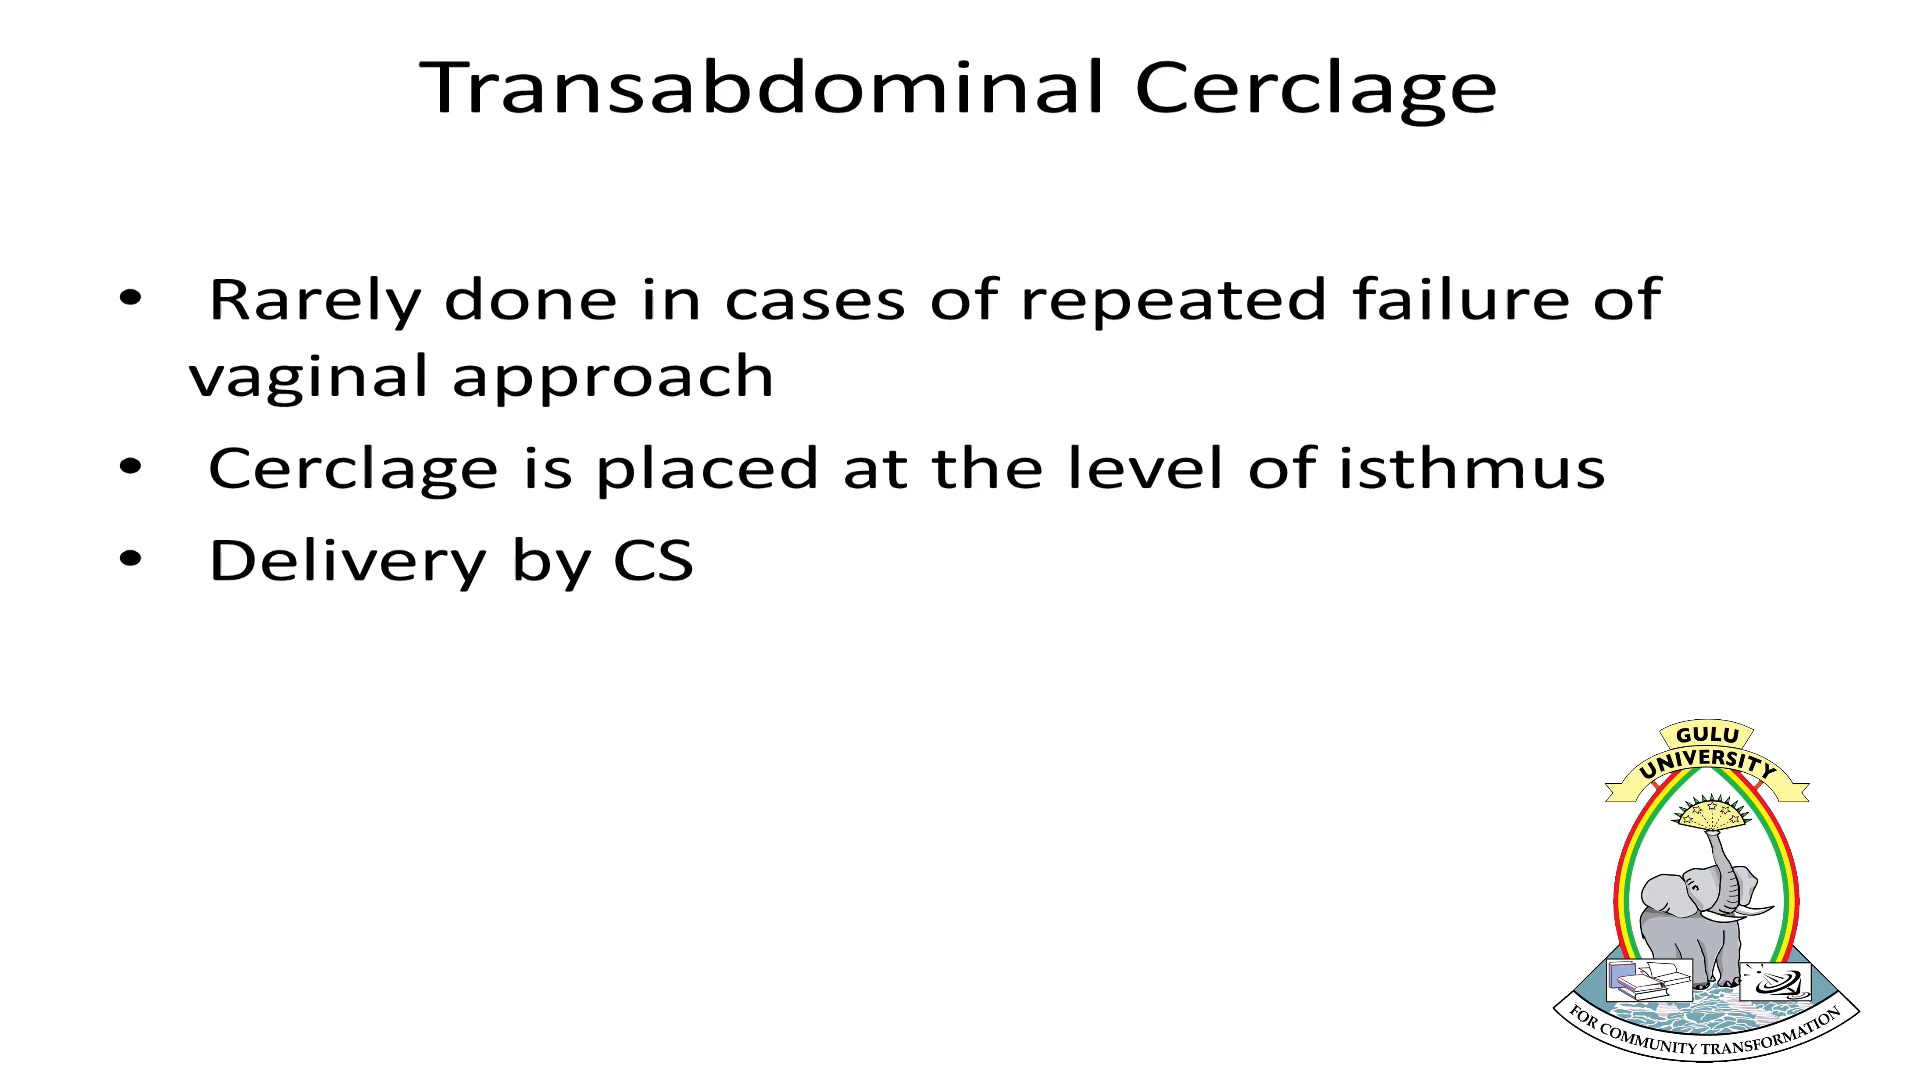 Transabdominal Cerclage
• Rarely done in cases of repeated failure of
vaginal approach
• Cerclage is placed at the level of isthmus
• Delivery by CS
GULU
UNIVERSITY
FOR COMMUNITY TRANSFORMATION